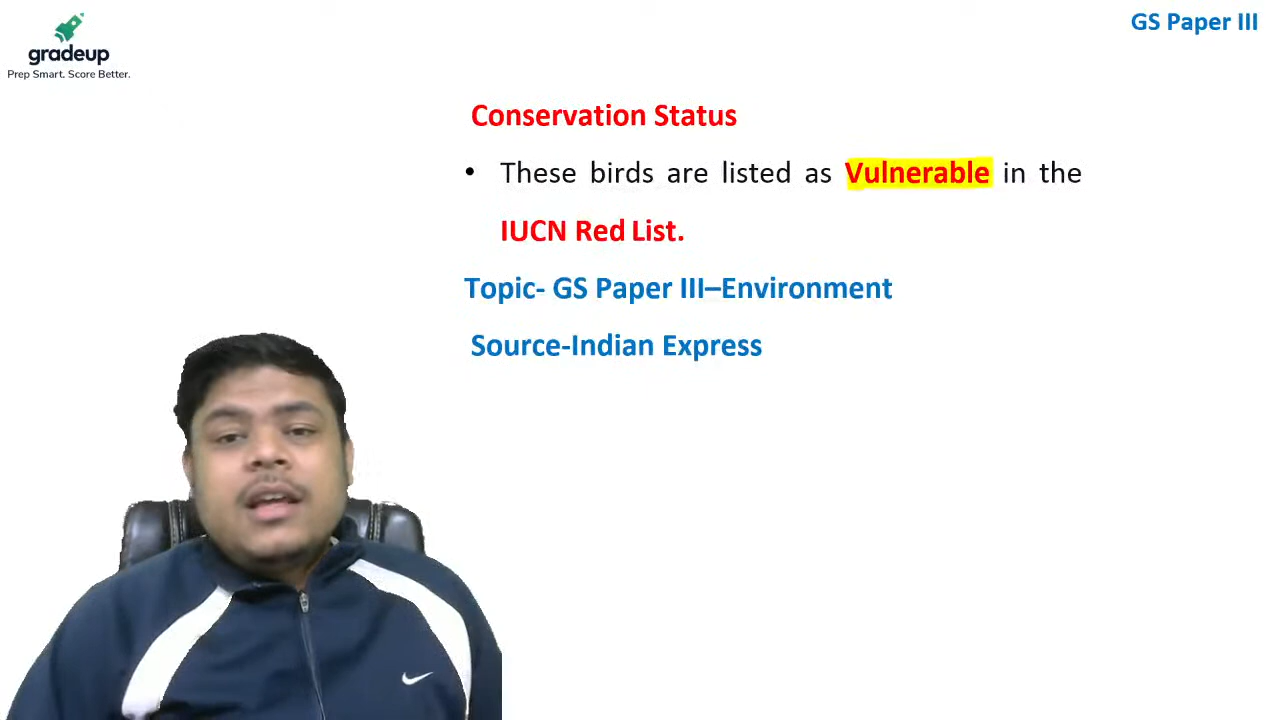 gradeup
Prep Smart. Score Better.
GS Paper III
Conservation Status
• These birds are listed as Vulnerable in the
IUCN Red List.
Topic- GS Paper III–Environment
Source-Indian Express